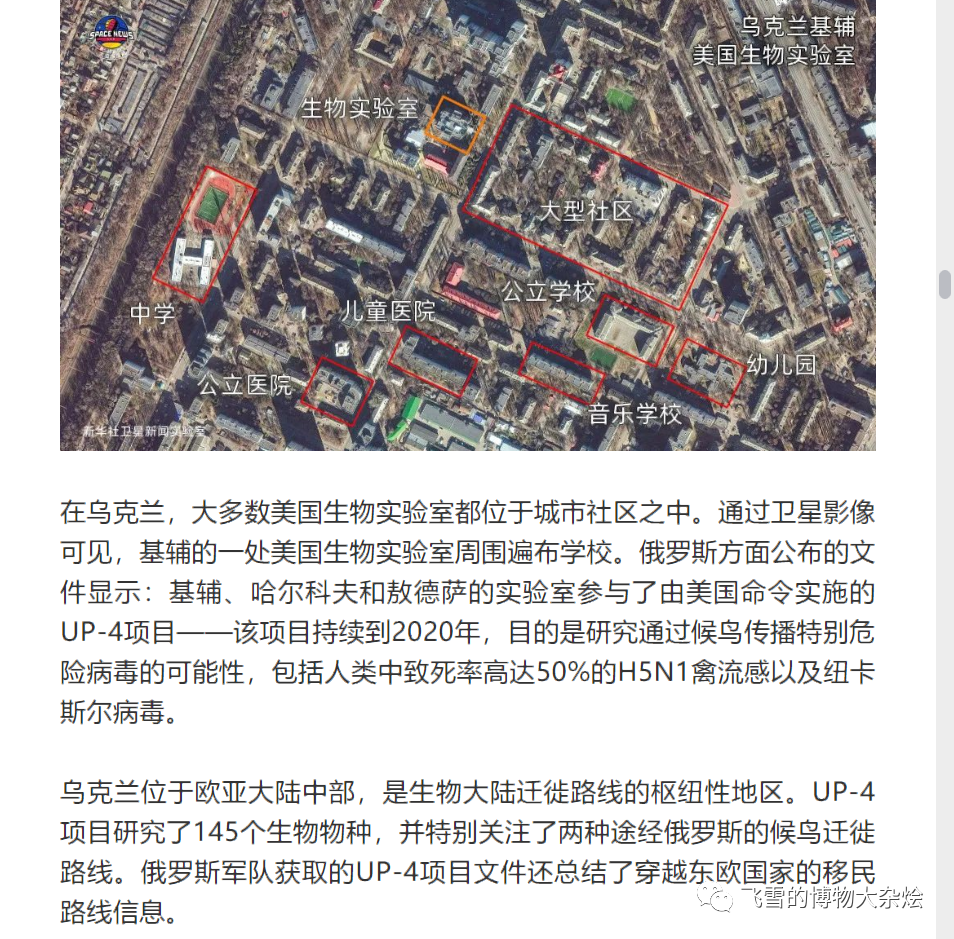 SPACE NEWS
乌克兰基辅
美国生物实验室
生物实验室
大型社区
中学
儿童医院
公立学校
公立医院
幼儿园
音乐学校
新华社卫星新闻实验室
在乌克兰，大多数美国生物实验室都位于城市社区之中。通过卫星影像
可见，基辅的一处美国生物实验室周围遍布学校。俄罗斯方面公布的文
件显示：基辅、哈尔科夫和敖德萨的实验室参与了由美国命令实施的
UP-4项目——该项目持续到2020年，目的是研究通过候鸟传播特别危
险病毒的可能性，包括人类中致死率高达50%的H5N1禽流感以及纽卡
斯尔病毒。
乌克兰位于欧亚大陆中部，是生物大陆迁徙路线的枢纽性地区。UP-4
项目研究了145个生物物种，并特别关注了两种途经俄罗斯的候鸟迁徙
路线。俄罗斯军队获取的UP-4项目文件还总结了穿越东欧国家的移民
路线信息。
飞雪的博物大杂烩